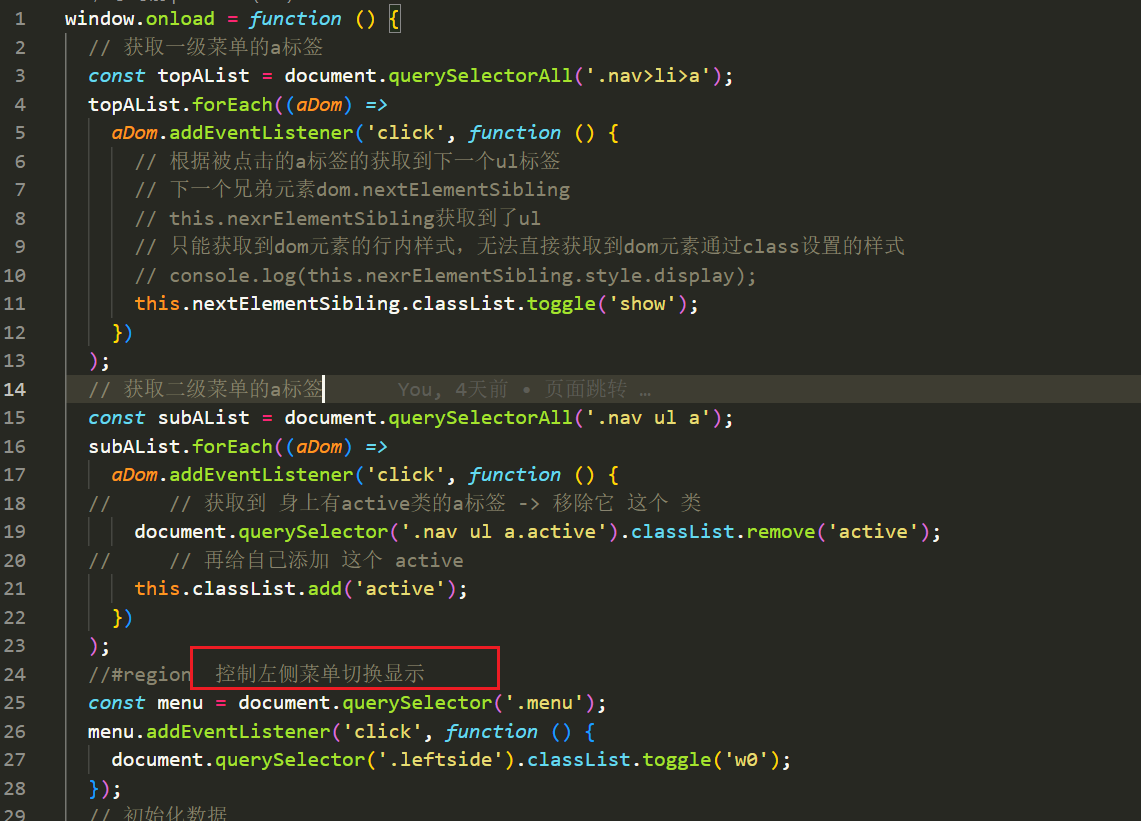 1 window.onload = function () {
2 // 获取一级菜单的a标签
3 const topAList = document.querySelectorAll('.nav>li>a');
4 topAList.forEach((aDom) =>
5 aDom.addEventListener('click', function () {
6 // 根据被点击的a标签的获取到下一个ul标签
7 // 下一个兄弟元素dom.nextElementSibling
8 // this.nexrElementSibling获取到了ul
9 // 只能获取到dom元素的行内样式，无法直接获取到dom元素通过class设置的样式
10 // console.log(this.nexrElementSibling.style.display);
11 this.nextElementSibling.classList.toggle('show');
12 })
13 );
14 // 获取二级菜单的a标签 You, 4天前 • 页面跳转 …
15 const subAList = document.querySelectorAll('.nav ul a');
16 subAList.forEach((aDom) =>
17 aDom.addEventListener('click', function () {
18 // // 获取到 身上有active类的a标签 -> 移除它 这个 类
19 document.querySelector('.nav ul a.active').classList.remove('active');
20 // // 再给自己添加 这个 active
21 this.classList.add('active');
22 })
23 );
24 //#region 控制左侧菜单切换显示
25 const menu = document.querySelector('.menu');
26 menu.addEventListener('click', function () {
27 document.querySelector('.leftside').classList.toggle('w0');
28 });
29 // 初始化数据